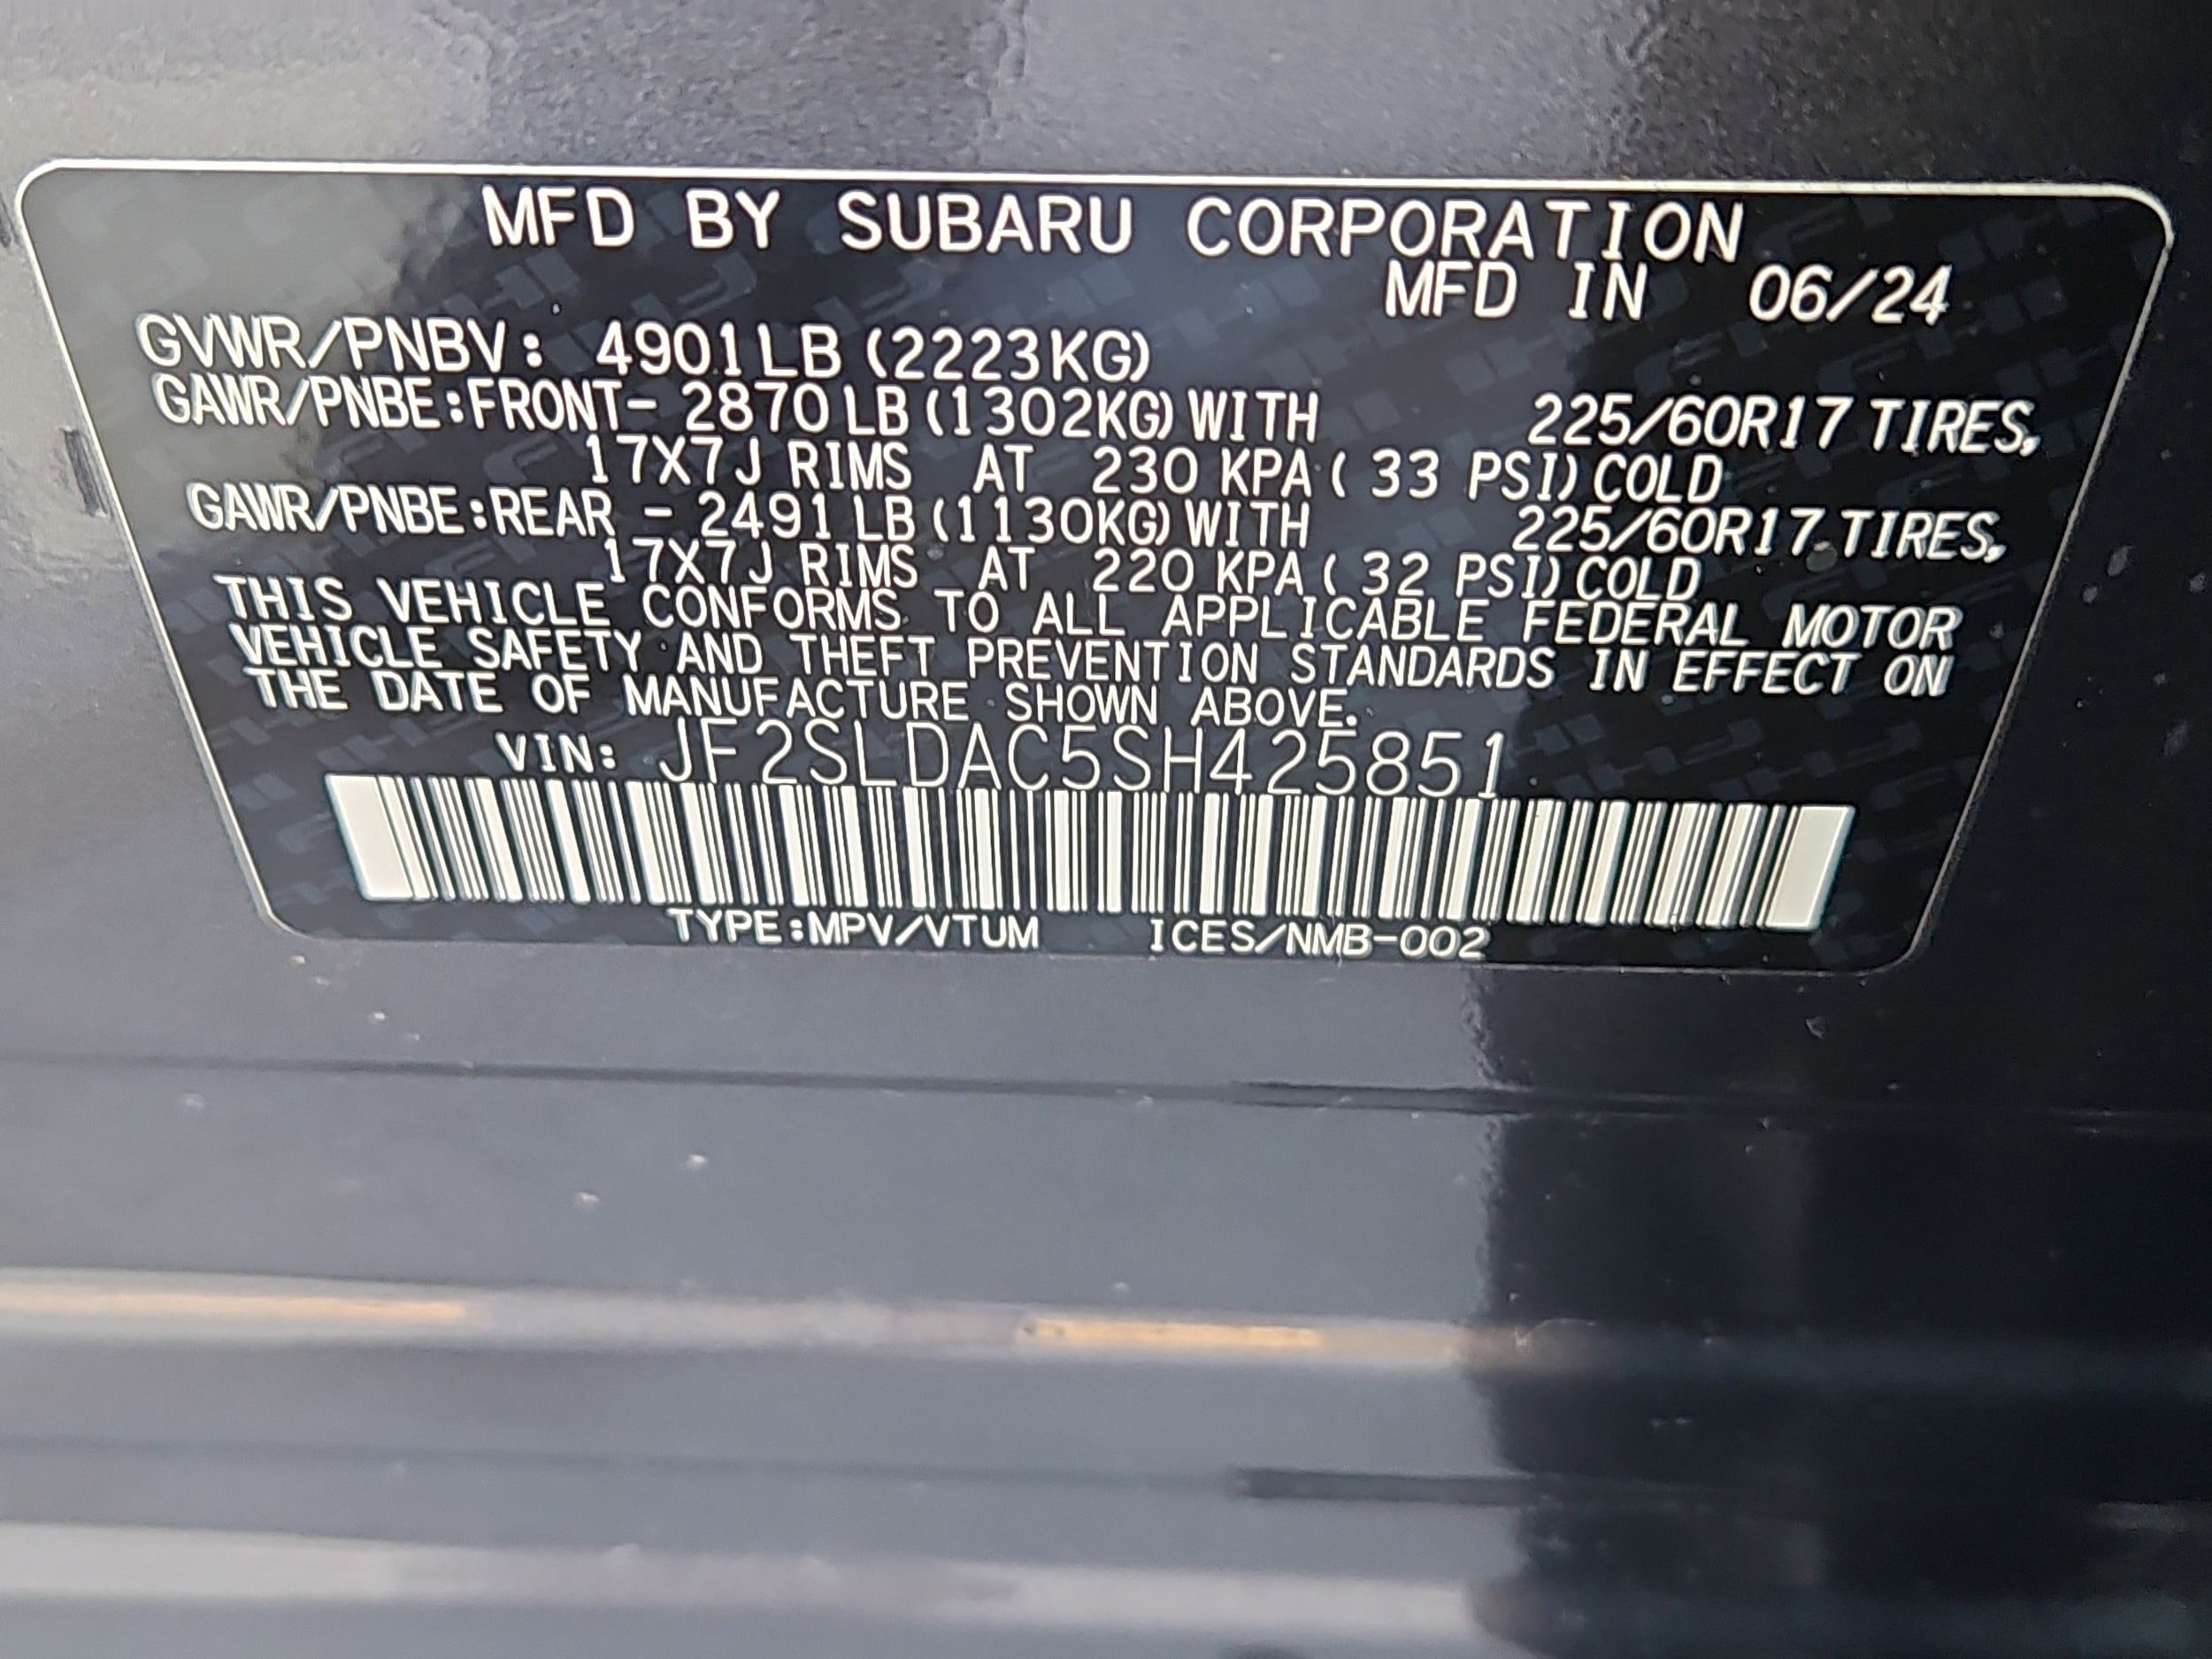 MFD BY SUBARU CORPORATION
MFD IN 06/24
GVWR/PNBV: 4901LB (2223KG)
GAWR/PNBE:FRONT- 2870LB(1302KG)WITH 225/60R17 TIRES,
17X7J RIMS AT 230 KPA( 33 PSI)COLD
GAWR/PNBE:REAR - 2491LB(1130KG)WITH 225/60R17 TIRES,
17X7J RIMS AT 220 KPA( 32 PSI)COLD
THIS VEHICLE CONFORMS TO ALL APPLICABLE FEDERAL MOTOR
VEHICLE SAFETY AND THEFT PREVENTION STANDARDS IN EFFECT ON
THE DATE OF MANUFACTURE SHOWN ABOVE.
VIN: JF2SLDAC5SH425851
TYPE:MPV/VTUM ICES/NMB-002